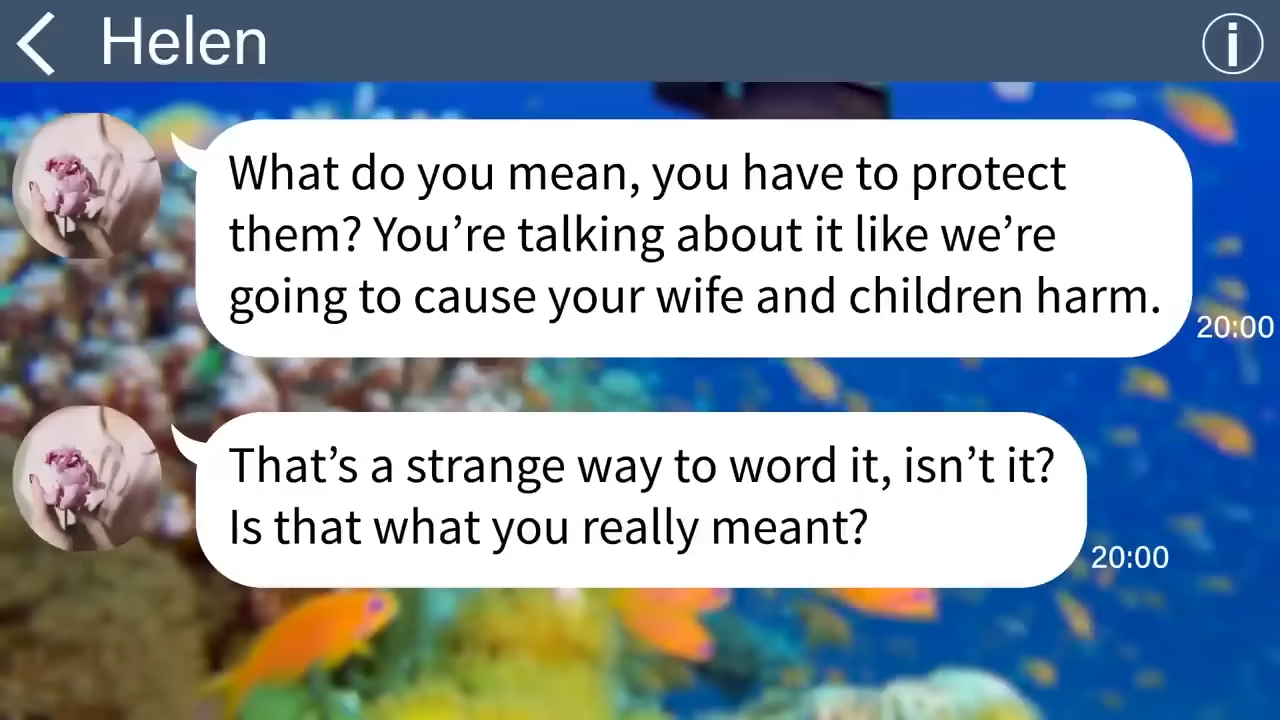 Helen
What do you mean, you have to protect
them? You’re talking about it like we’re
going to cause your wife and children harm.
20:00
That’s a strange way to word it, isn’t it?
Is that what you really meant?
20:00